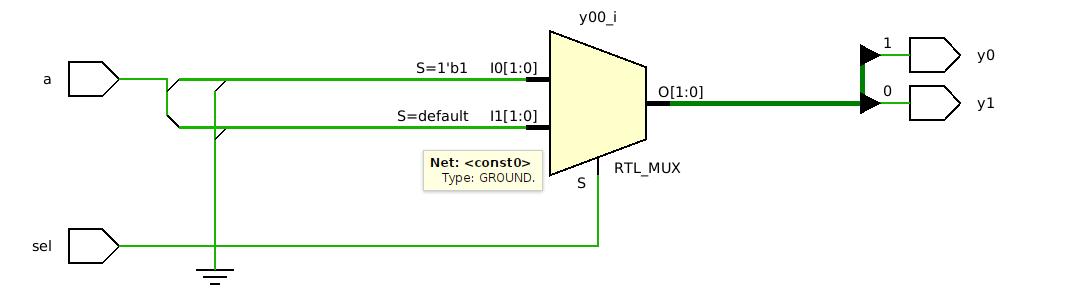 y00_i
a
S=1'b1 I0[1:0]
S=default I1[1:0]
O[1:0]
1
y0
0
y1
Net: <const0>
Type: GROUND.
S
RTL_MUX
sel